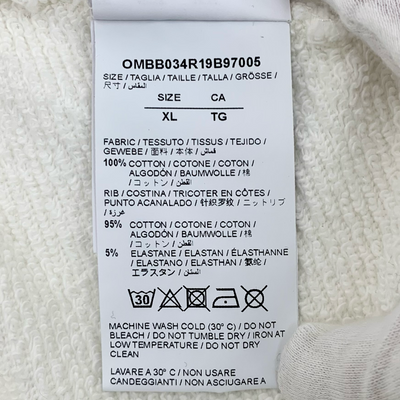 OMBB034R19B97005
SIZE / TAGLIA / TAILLE / TALLA / GRÖSSE /
尺寸 / المقاس /
SIZE CA
XL TG
FABRIC / TESSUTO / TISSUS / TEJIDO /
GEWEBE / 面料 / 本体 / قماش /
100% COTTON / COTONE / COTON /
ALGODÓN / BAUMWOLLE / 棉
/ コットン / القطن /
RIB / COSTINA / TRICOTER EN CÔTES /
PUNTO ACANALADO / 针织罗纹 / ニットリブ
/ غرزة /
95% COTTON / COTONE / COTON /
ALGODÓN / BAUMWOLLE / 棉
/ コットン / القطن /
5% ELASTANE / ELASTAN / ÉLASTHANNE
/ ELASTANO / ELASTHAN / 氨纶 /
エラスタン / الستان /
30
MACHINE WASH COLD (30° C) / DO NOT
BLEACH / DO NOT TUMBLE DRY / IRON AT
LOW TEMPERATURE / DO NOT DRY CLEAN
LAVARE A 30° C / NON USARE
CANDEGGIANTI / NON ASCIUGARE A